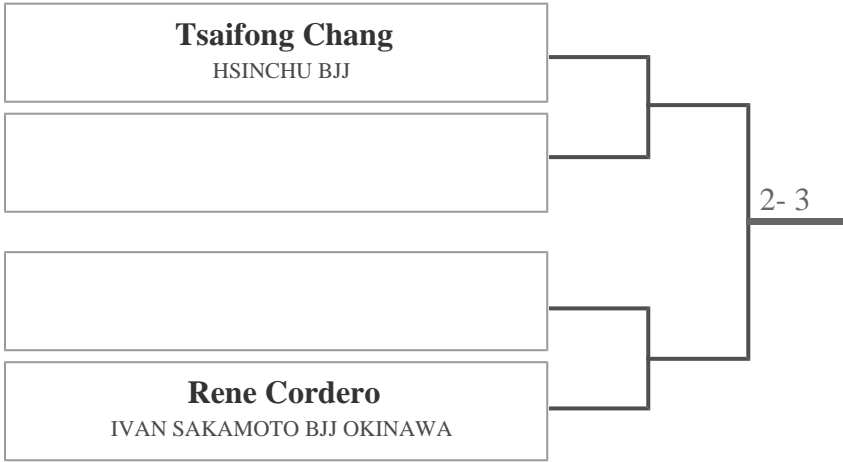 Tsaifong Chang
HSINCHU BJJ
2- 3
Rene Cordero
IVAN SAKAMOTO BJJ OKINAWA